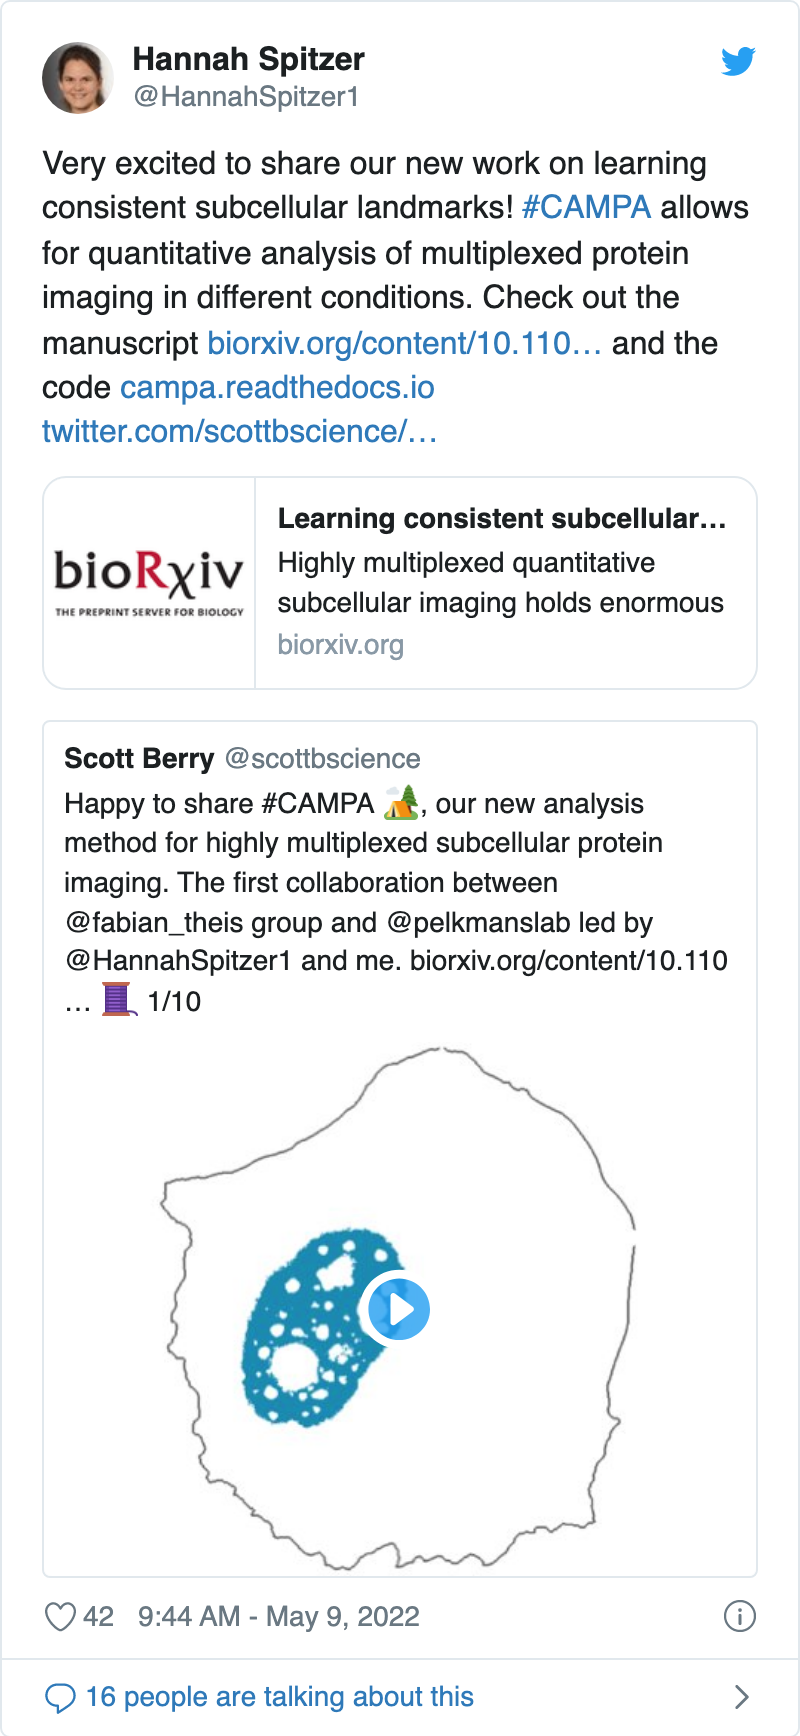 Hannah Spitzer
@HannahSpitzer1
Very excited to share our new work on learning
consistent subcellular landmarks! #CAMPA allows
for quantitative analysis of multiplexed protein
imaging in different conditions. Check out the
manuscript biorxiv.org/content/10.110… and the
code campa.readthedocs.io
twitter.com/scottbscience/…
bioRxiv
THE PREPRINT SERVER FOR BIOLOGY
Learning consistent subcellular…
Highly multiplexed quantitative
subcellular imaging holds enormous
biorxiv.org
Scott Berry @scottbscience
Happy to share #CAMPA 🏕️, our new analysis
method for highly multiplexed subcellular protein
imaging. The first collaboration between
@fabian_theis group and @pelkmanslab led by
@HannahSpitzer1 and me. biorxiv.org/content/10.110
… 🧵 1/10
42 9:44 AM - May 9, 2022
16 people are talking about this